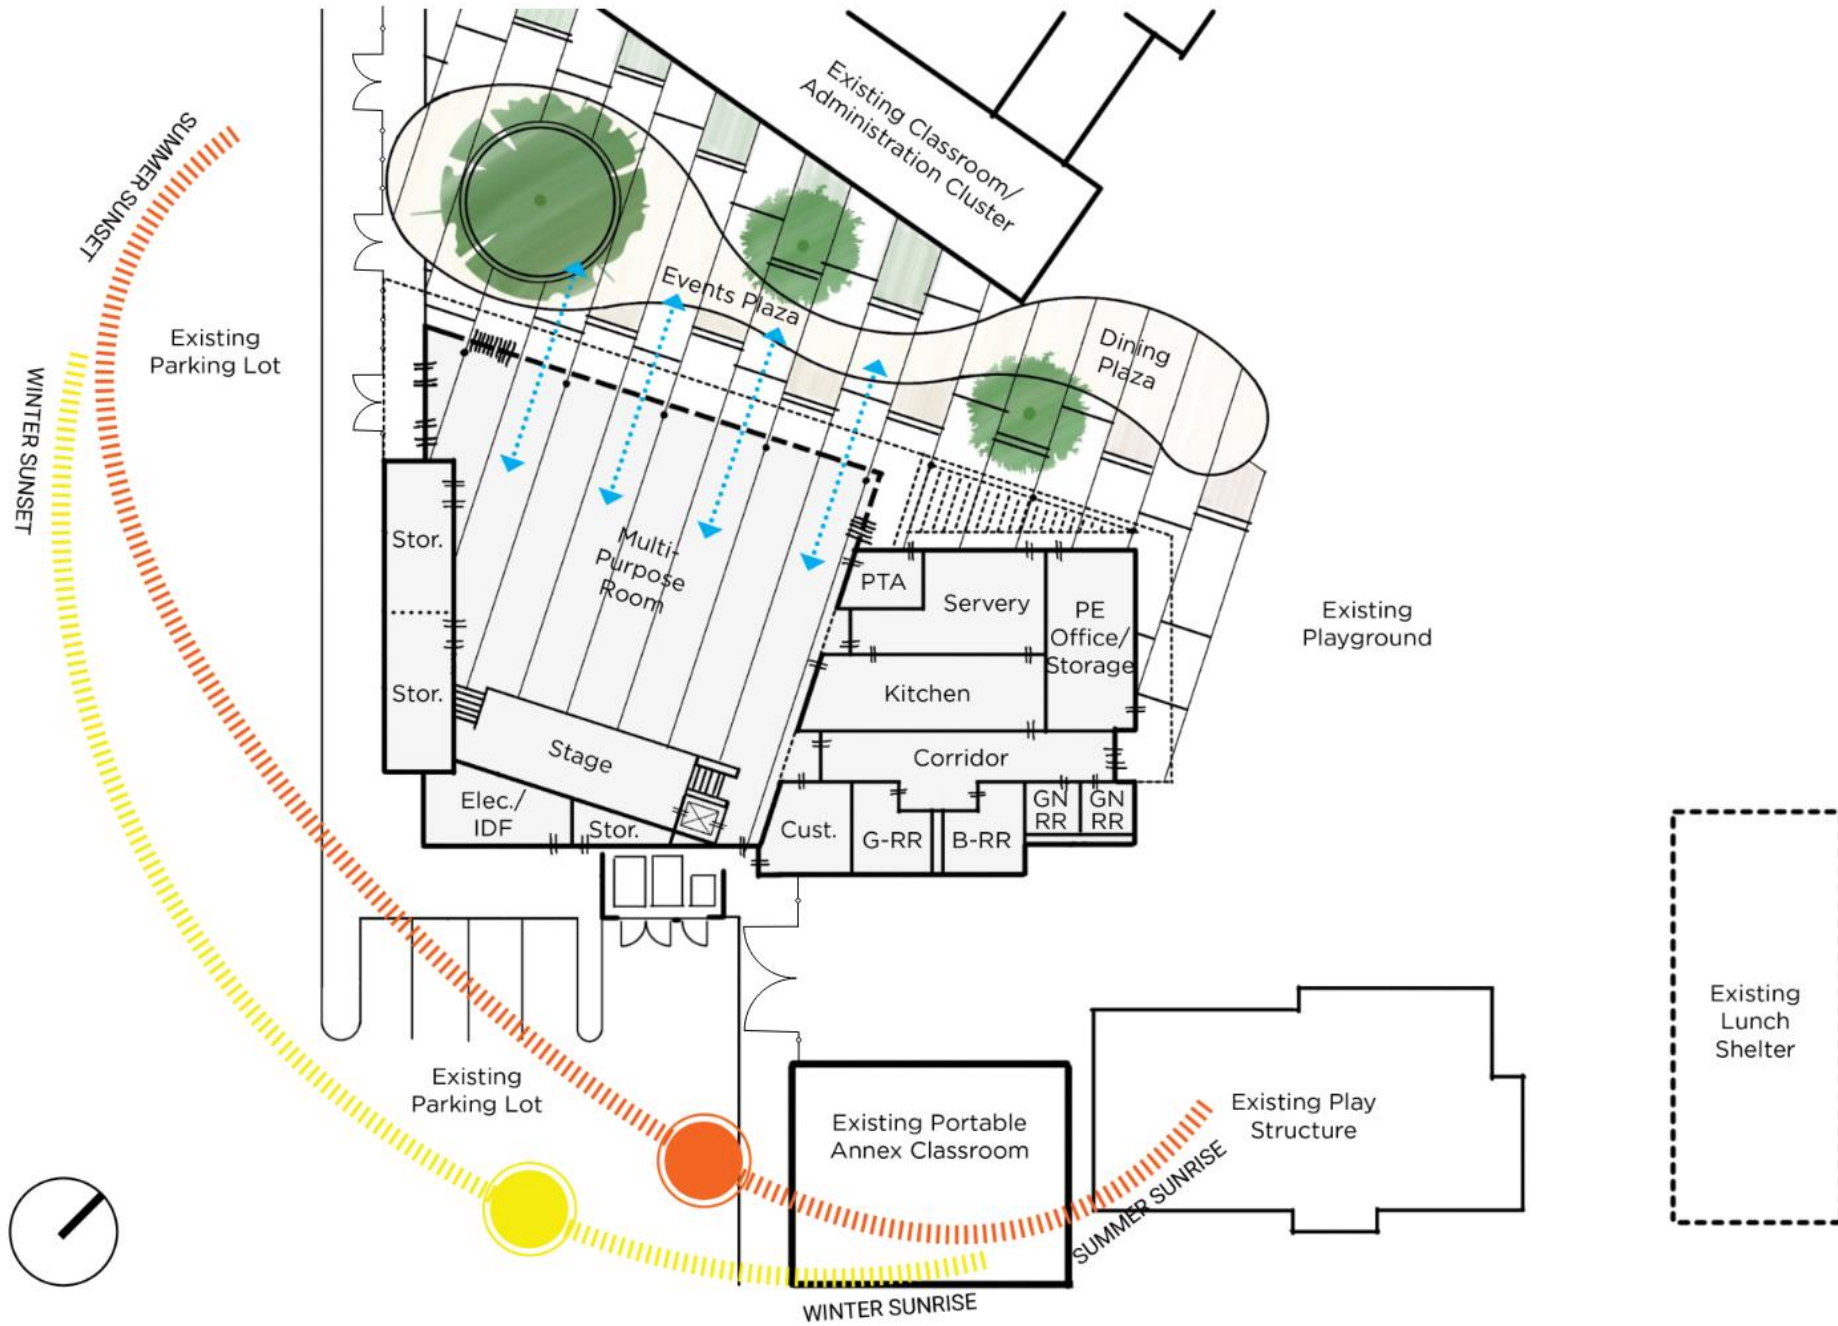 Existing Classroom/
Administration Cluster
SUMMER SUNSET
Events Plaza
Dining
Plaza
Existing
Parking Lot
WINTER SUNSET
Stor.
Multi-
Purpose
Room
PTA
Servery
PE
Office/
Storage
Existing
Playground
Stor.
Kitchen
Stage
Corridor
Elec./
IDF
Stor.
Cust.
G-RR
B-RR
GN
RR
GN
RR
Existing
Lunch
Shelter
Existing
Parking Lot
Existing Portable
Annex Classroom
Existing Play
Structure
SUMMER SUNRISE
WINTER SUNRISE